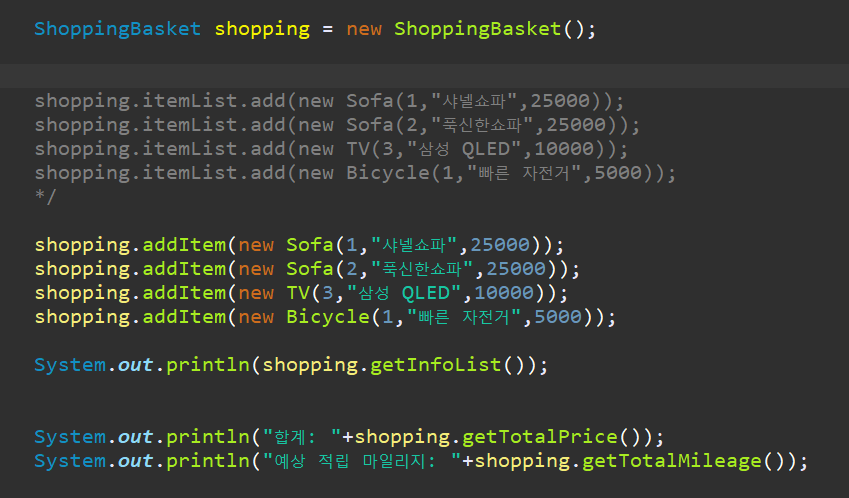 ShoppingBasket shopping = new ShoppingBasket();
shopping.itemList.add(new Sofa(1,"샤넬쇼파",25000));
shopping.itemList.add(new Sofa(2,"푹신한쇼파",25000));
shopping.itemList.add(new TV(3,"삼성 QLED",10000));
shopping.itemList.add(new Bicycle(1,"빠른 자전거",5000));
*/
shopping.addItem(new Sofa(1,"샤넬쇼파",25000));
shopping.addItem(new Sofa(2,"푹신한쇼파",25000));
shopping.addItem(new TV(3,"삼성 QLED",10000));
shopping.addItem(new Bicycle(1,"빠른 자전거",5000));
System.out.println(shopping.getInfoList());
System.out.println("합계: "+shopping.getTotalPrice());
System.out.println("예상 적립 마일리지: "+shopping.getTotalMileage());